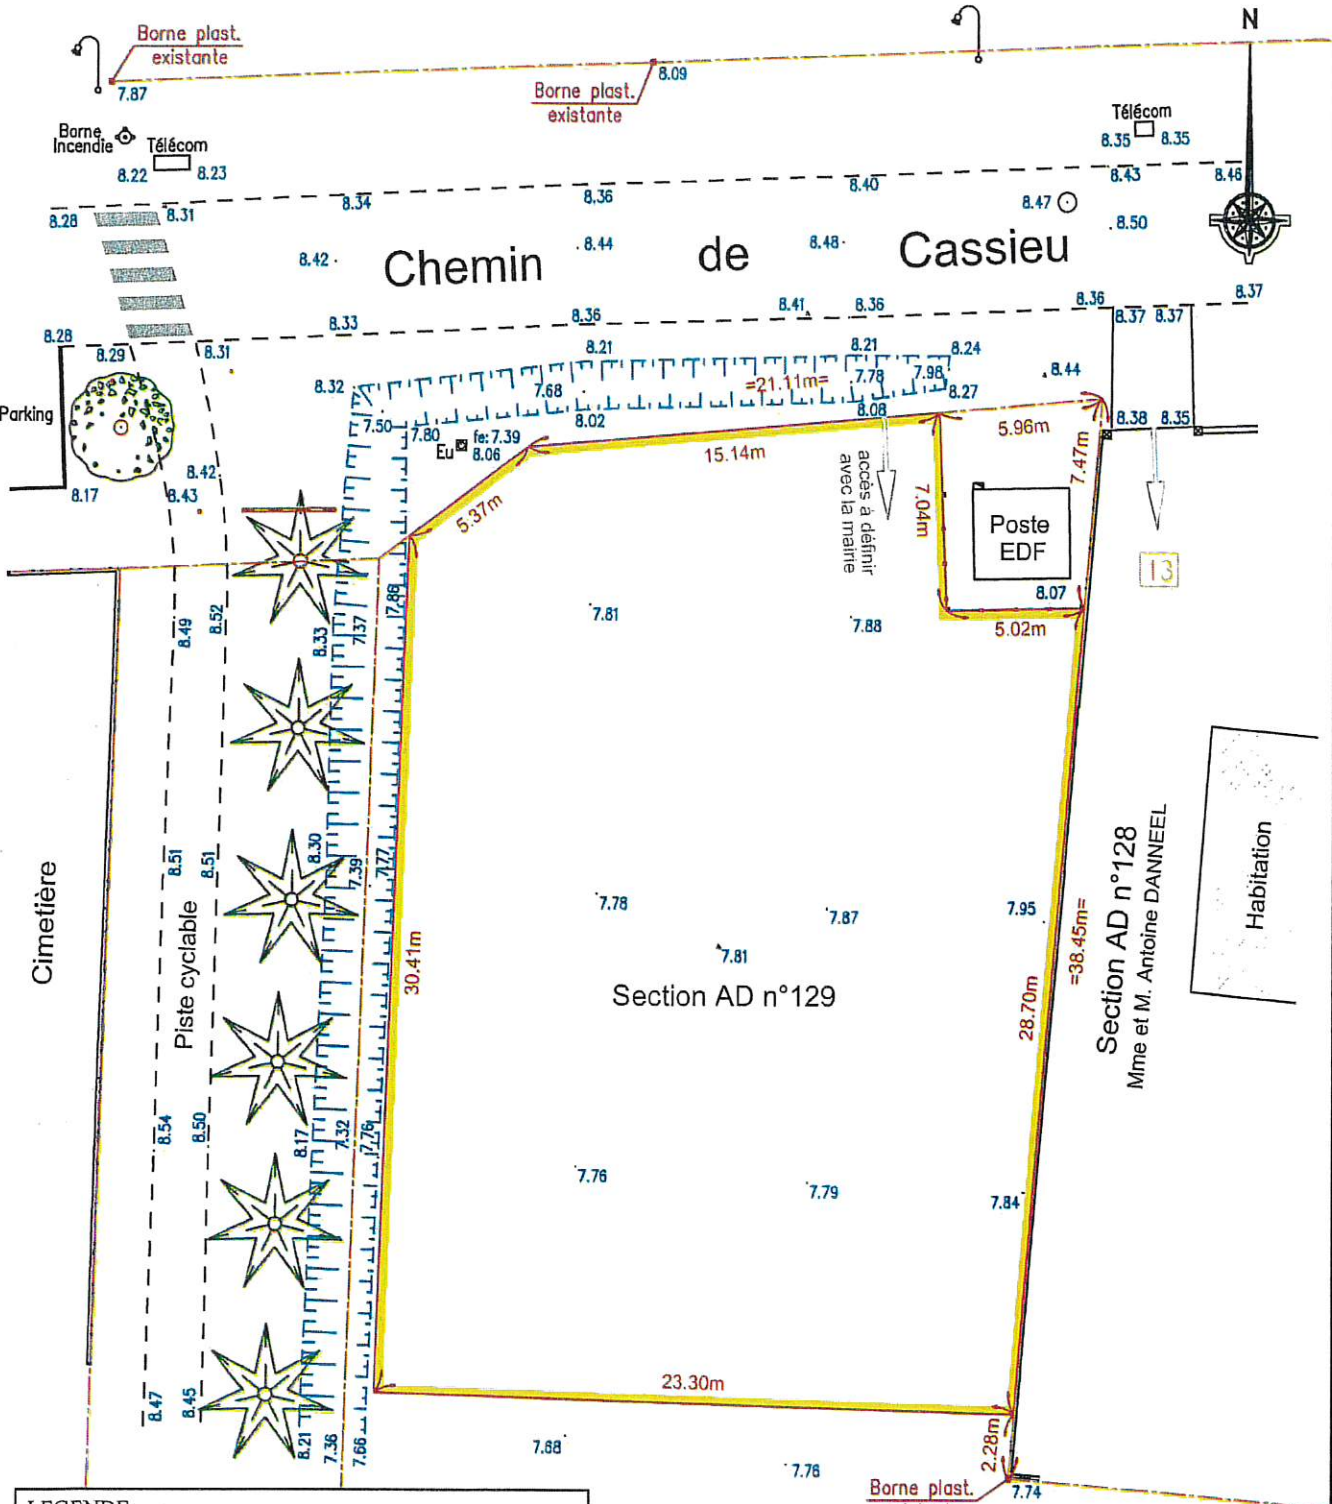 N
Borne plast.
existante
7.87
8.09
Borne plast.
existante
Borne
Incendie
Télécom
8.22 8.23
Télécom
8.35 8.35
8.28 8.31 8.34 8.36 8.40 8.43 8.46
8.47
8.50
8.42 8.44 8.48
Chemin de Cassieu
8.28 8.29 8.31 8.33 8.36 8.41 8.36 8.36 8.37 8.37 8.37
8.21 8.21 8.24
8.32 7.68 =21.11m= 7.78 7.98 8.27 8.44
Parking
7.50 7.80 8.02 8.08
8.38 8.35
Eu fe: 7.39
8.06
5.37m
15.14m
5.96m
7.47m
accès à définir
avec la mairie
7.04m
Poste
EDF
8.07
5.02m
13
8.17 8.43 8.42
8.49 8.52 8.33 7.37 7.86
7.81
7.88
Cimetière
Piste cyclable
8.51 8.51 8.30 7.39 7.77
30.41m
7.78
7.87
7.95
7.81
Section AD n°129
28.70m
=38.45m=
Section AD n°128
Mme et M. Antoine DANNEEL
Habitation
8.54 8.50 8.17 7.32 7.76
7.76
7.79
7.84
23.30m
2.28m
8.47 8.45 8.21 7.36 7.66
7.68
7.76
Borne plast.
7.74
LEGENDE